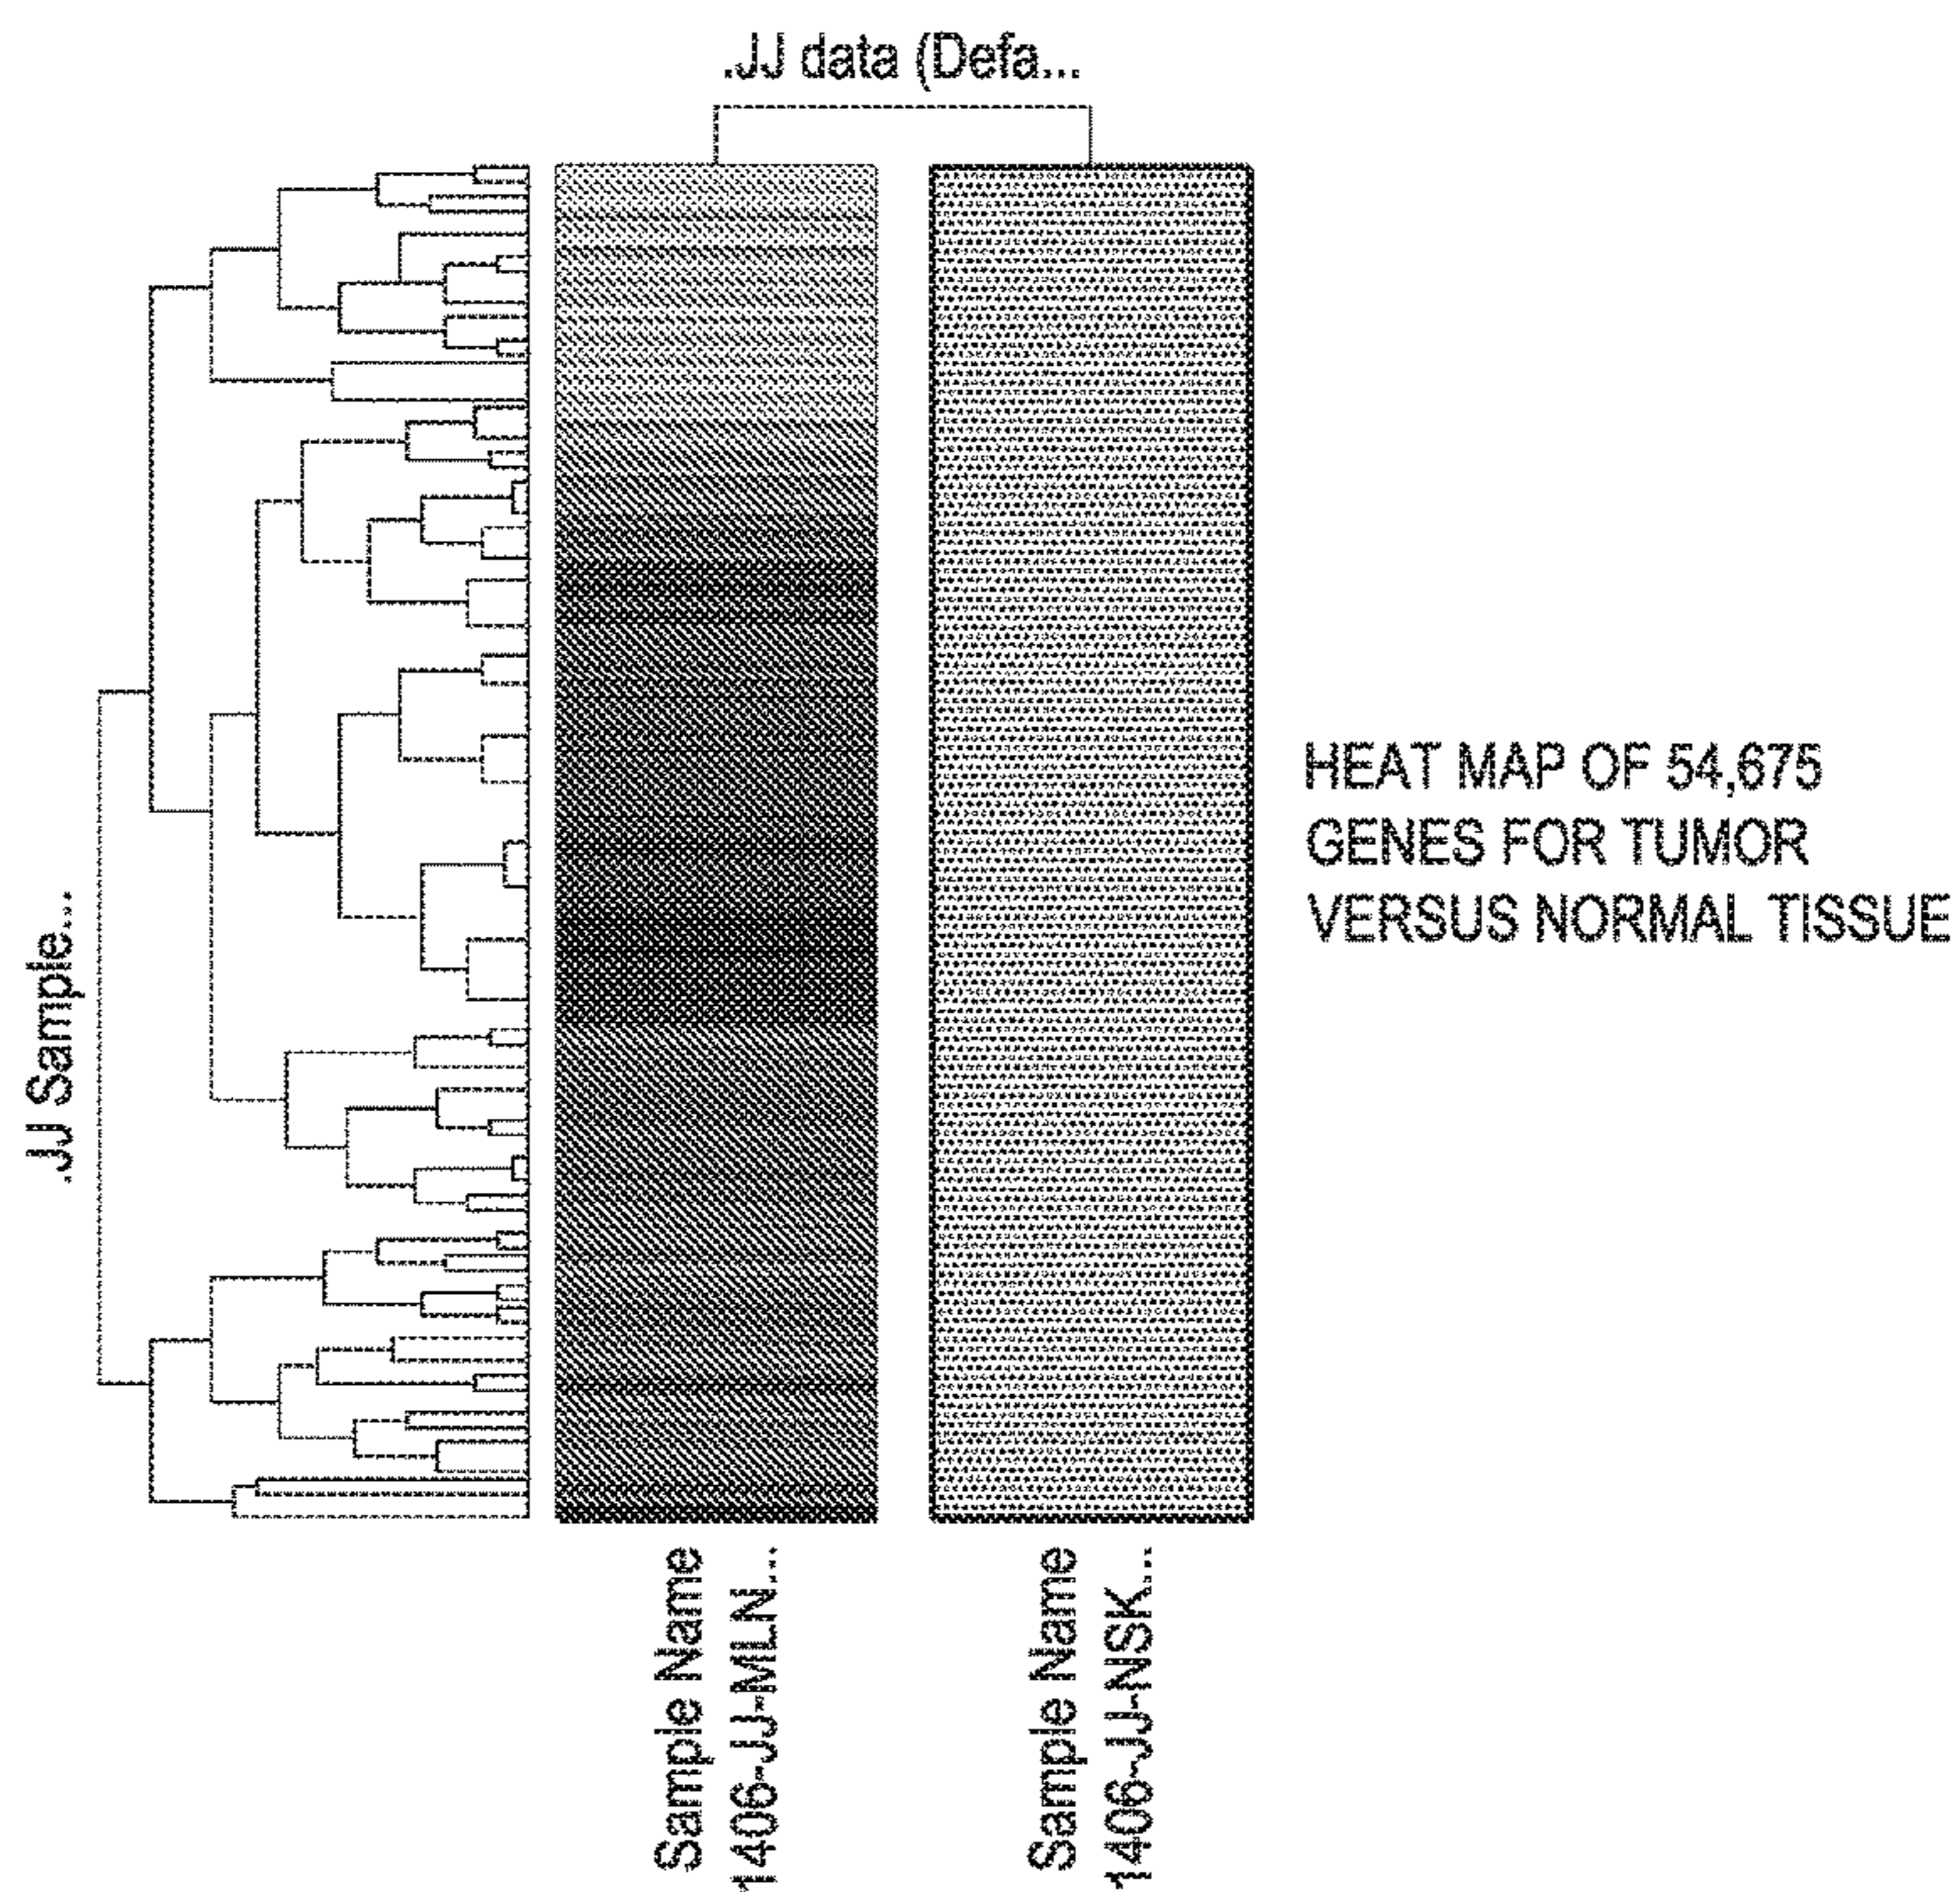 .JJ data (Defa...
.JJ Sample...
HEAT MAP OF 54,675
GENES FOR TUMOR
VERSUS NORMAL TISSUE
Sample Name
1406-JJ-MLN...
Sample Name
1406-JJ-NSK...